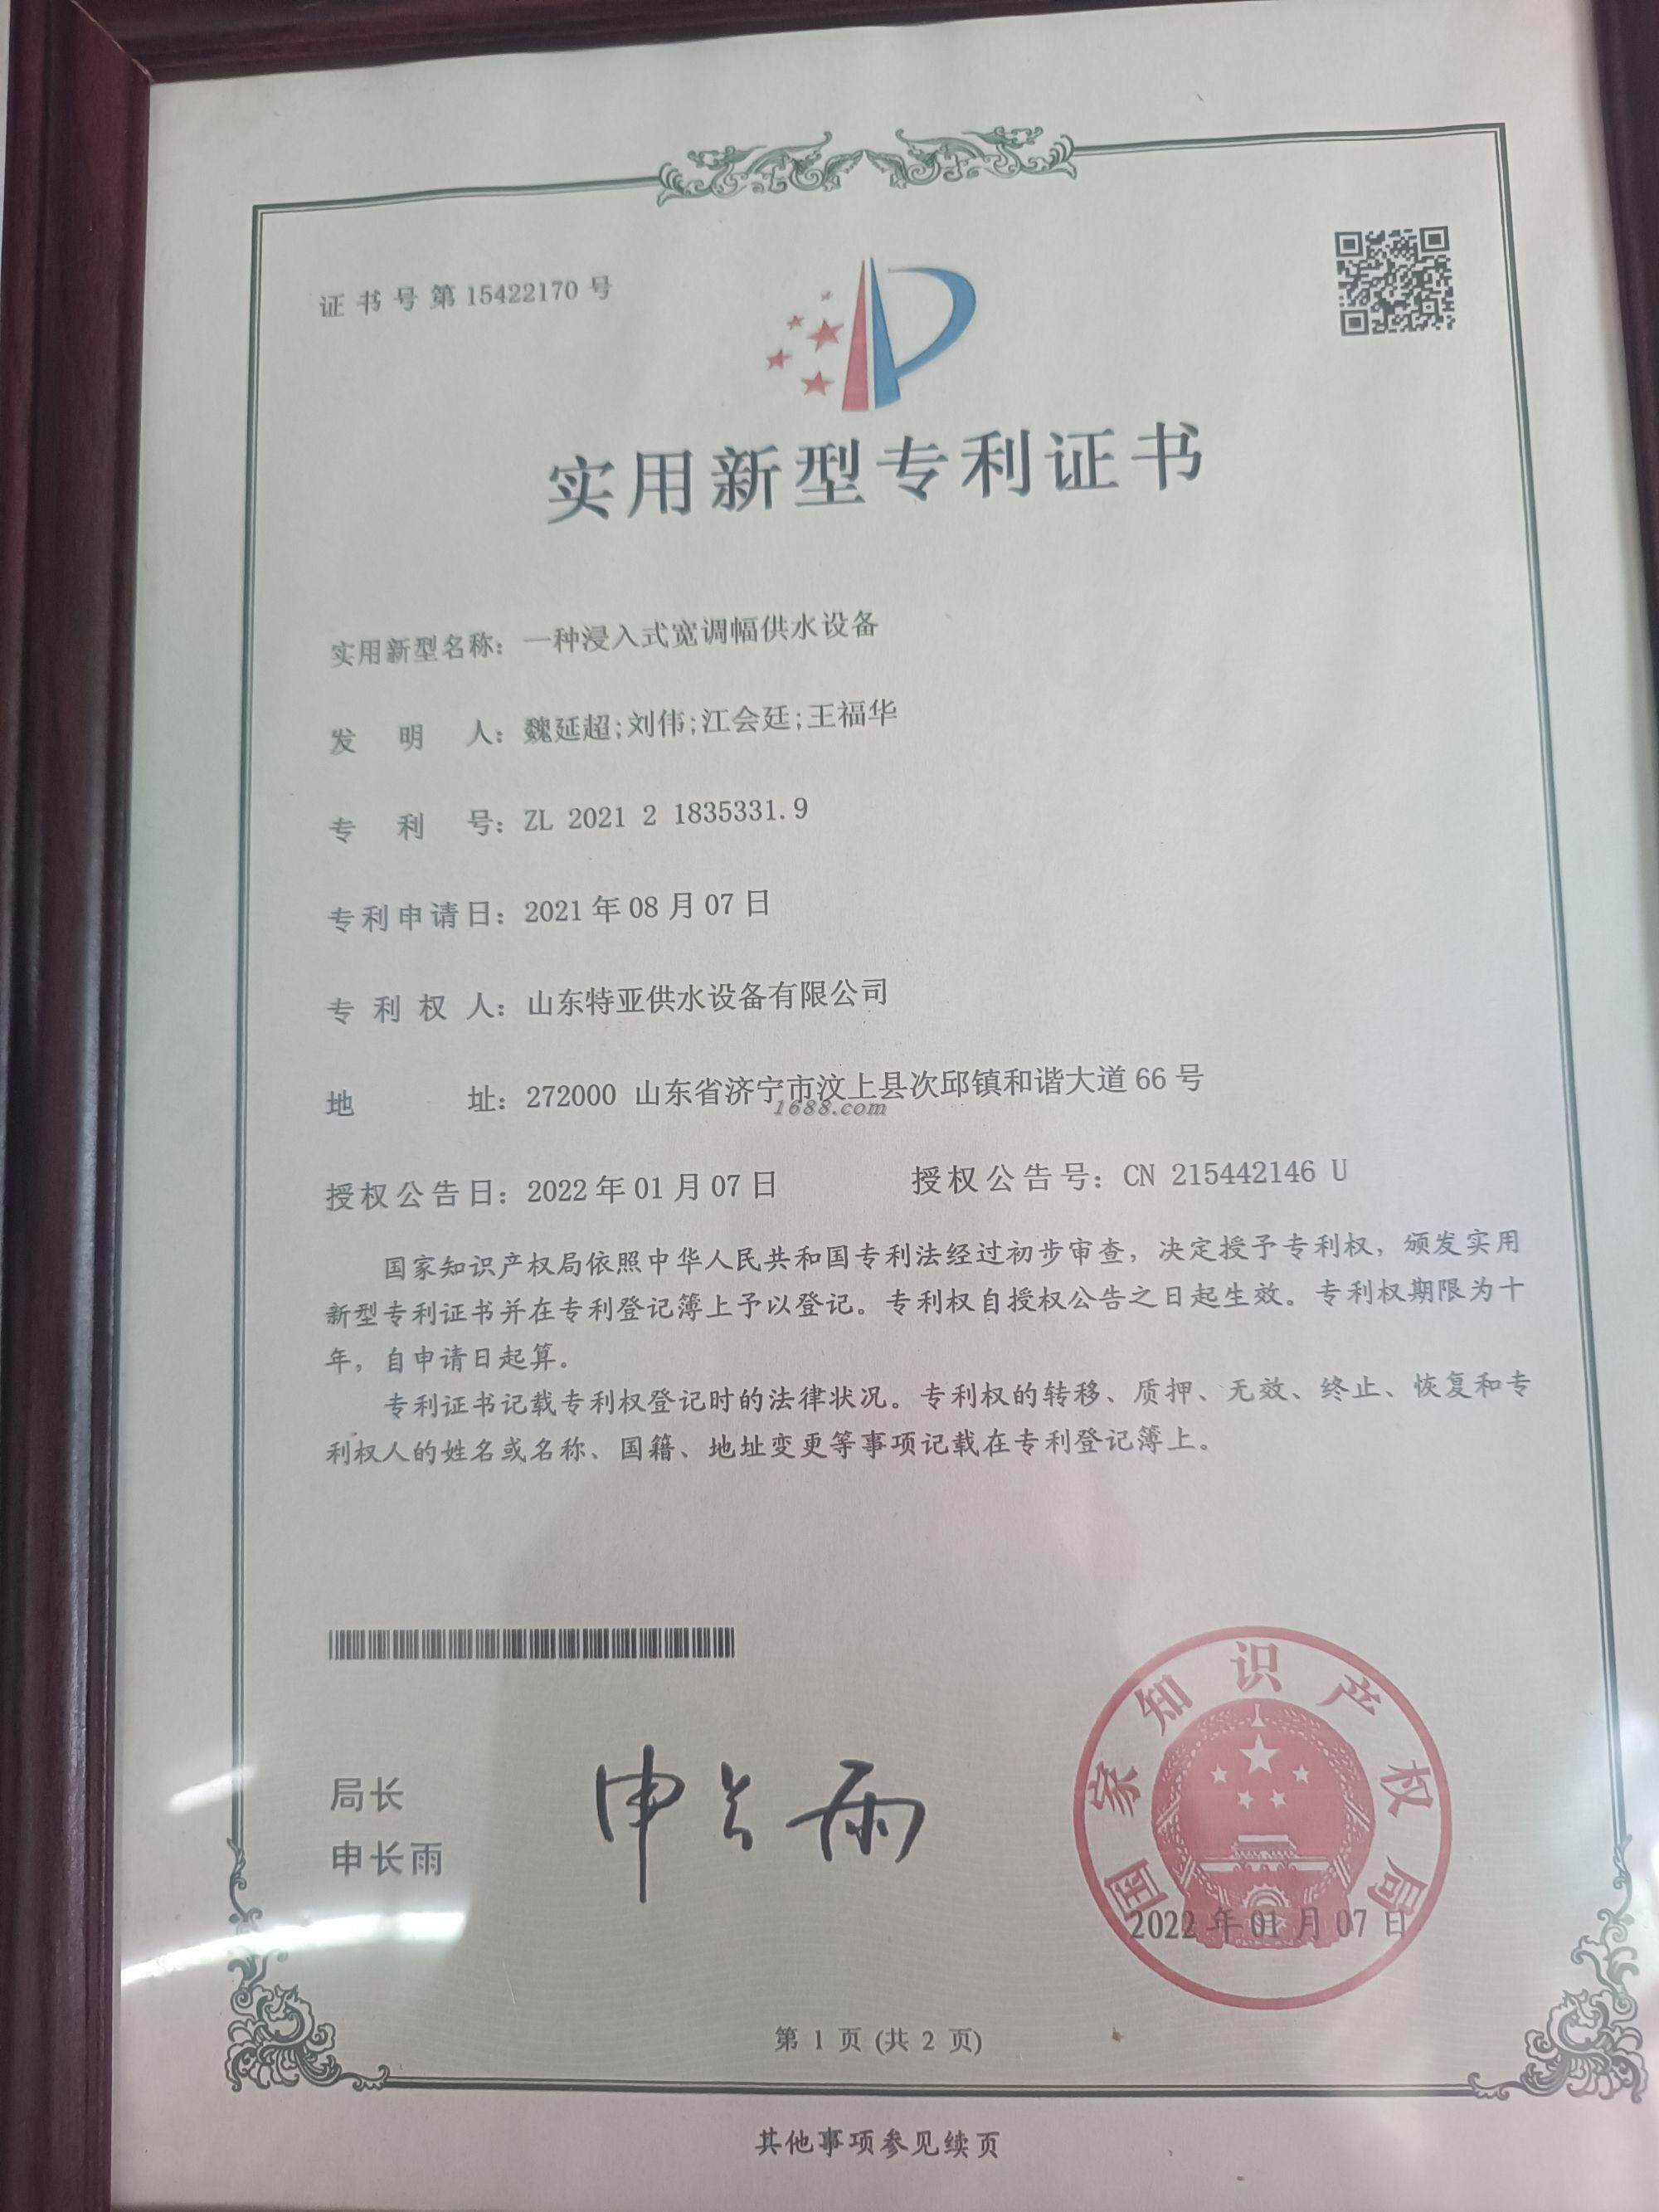 证书号第15422170号
实用新型专利证书
实用新型名称：一种浸入式宽调幅供水设备
发明人：魏延超;刘伟;江会廷;王福华
专利号：ZL 2021 2 1835331.9
专利申请日：2021年08月07日
专利权人：山东特亚供水设备有限公司
地址：272000 山东省济宁市汶上县次邱镇和谐大道66号
1688.com
授权公告日：2022年01月07日 授权公告号：CN 215442146 U
国家知识产权局依照中华人民共和国专利法经过初步审查，决定授予专利权，颁发实用
新型专利证书并在专利登记簿上予以登记。专利权自授权公告之日起生效。专利权期限为十
年，自申请日起算。
专利证书记载专利权登记时的法律状况。专利权的转移、质押、无效、终止、恢复和专
利权人的姓名或名称、国籍、地址变更等事项记载在专利登记簿上。
局长
申长雨
申长雨
国家知识产权局
2022年01月07日
第 1 页 (共 2 页)
其他事项参见续页